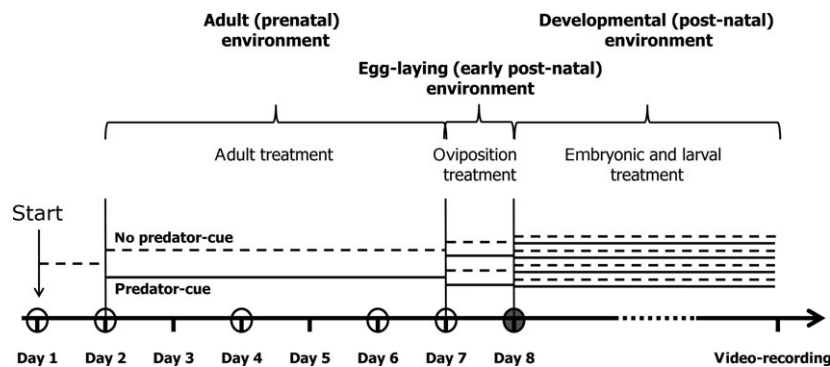 Adult (prenatal)
environment
Developmental (post-natal)
environment
Egg-laying (early post-natal)
environment
Adult treatment
Oviposition
treatment
Embryonic and larval
treatment
Start
No predator-cue
Predator-cue
Day 1 Day 2 Day 3 Day 4 Day 5 Day 6 Day 7 Day 8 Video-recording